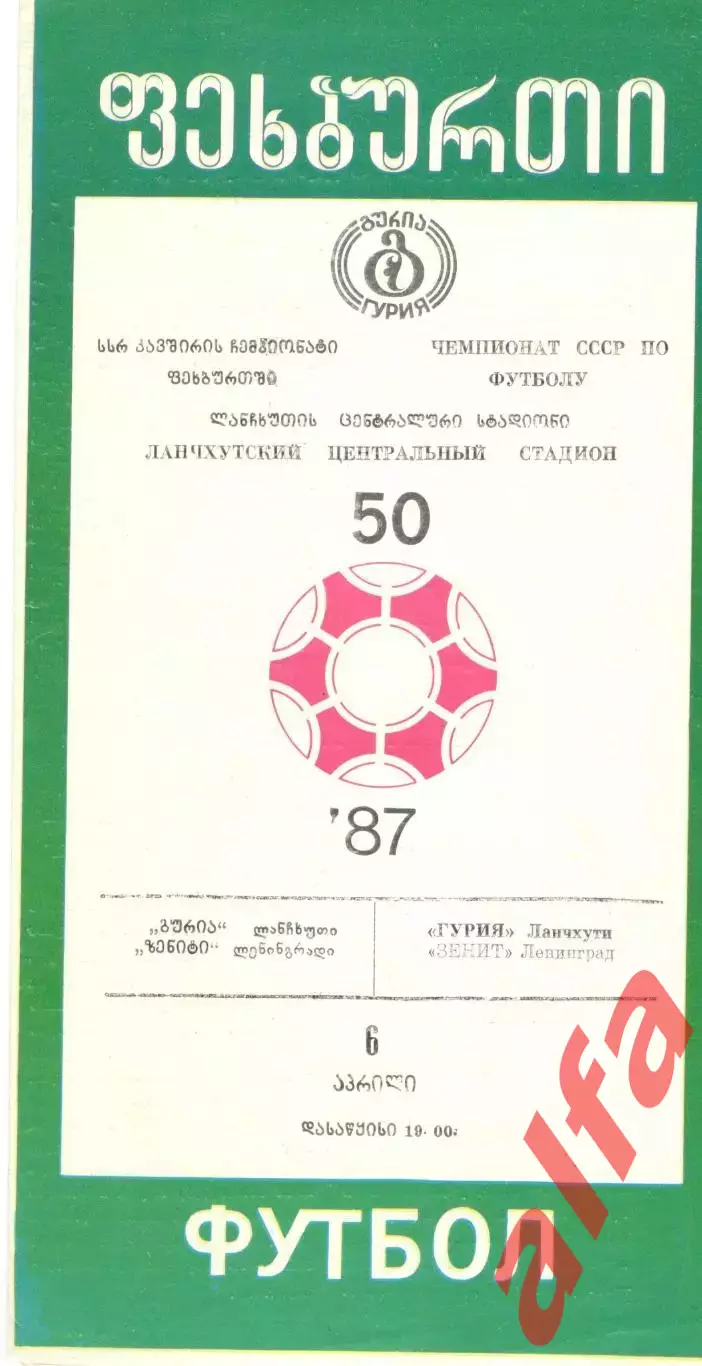 ფეხბურთი
გურია
ГУРИЯ
სსრ კავშირის ჩემპიონატი
ფეხბურთში
ЧЕМПИОНАТ СССР ПО
ФУТБОЛУ
ლანჩხუთის ცენტრალური სტადიონი
ЛАНЧХУТСКИЙ ЦЕНТРАЛЬНЫЙ СТАДИОН
50
'87
„გურია“ ლანჩხუთი
„ზენიტი“ ლენინგრადი
«ГУРИЯ» Ланчхути
«ЗЕНИТ» Ленинград
6
აპრილი
დასაწყისი 19.00.
ФУТБОЛ
alfa